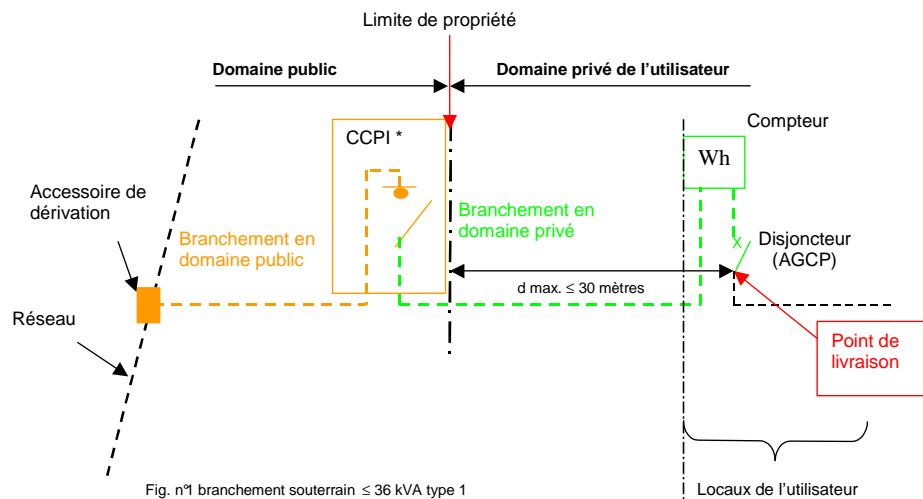 Limite de propriété
Domaine public
Domaine privé de l’utilisateur
CCPI *
Compteur
Wh
Accessoire de
dérivation
Branchement en
domaine public
Branchement en
domaine privé
Disjoncteur
(AGCP)
d max. ≤ 30 mètres
Réseau
Point de
livraison
Fig. n°1 branchement souterrain ≤ 36 kVA type 1
Locaux de l’utilisateur